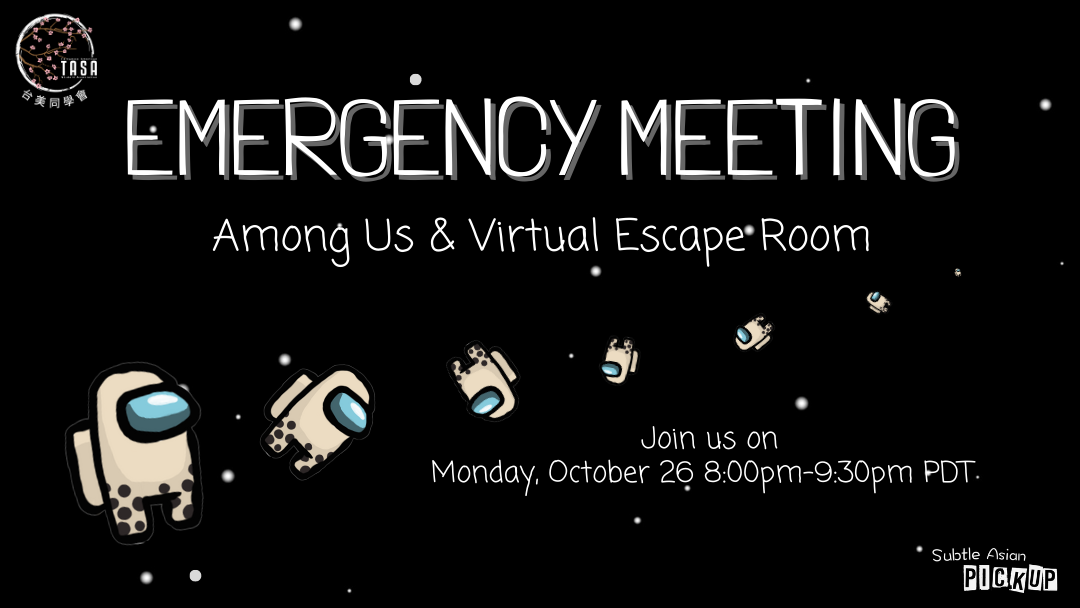 TASA
台美同學會
EMERGENCY MEETING
Among Us & Virtual Escape Room
Join us on
Monday, October 26 8:00pm-9:30pm PDT
Subtle Asian
PICKUP